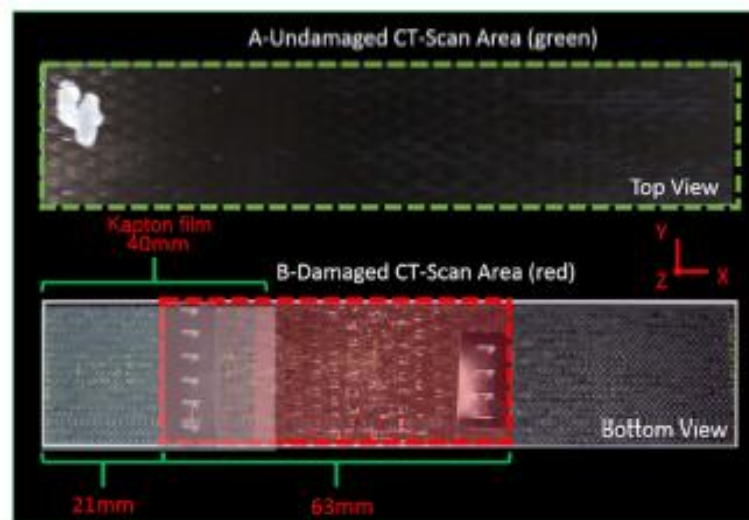 A-Undamaged CT-Scan Area (green)
Top View
Kapton film
40mm
Y
B-Damaged CT-Scan Area (red)
Z X
Bottom View
21mm
63mm